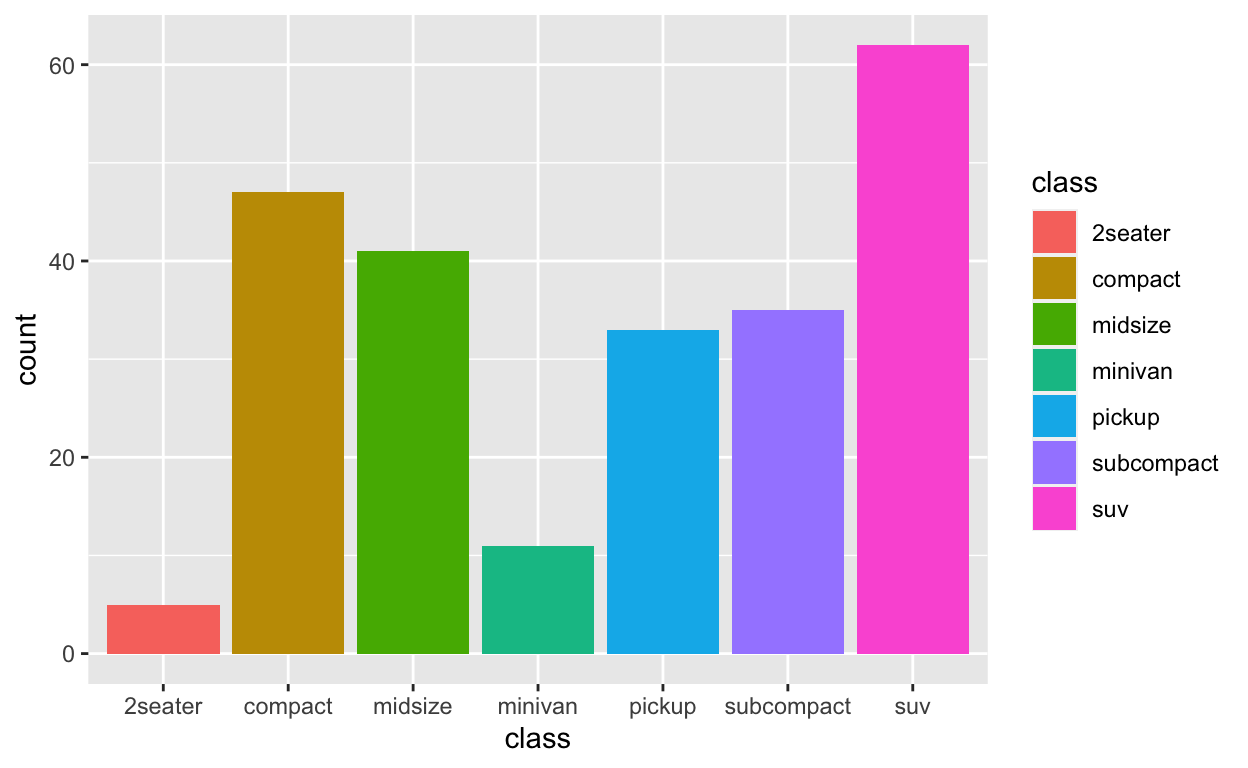 60
40
20
0
count
2seater compact midsize minivan pickup subcompact suv
class
class
2seater
compact
midsize
minivan
pickup
subcompact
suv